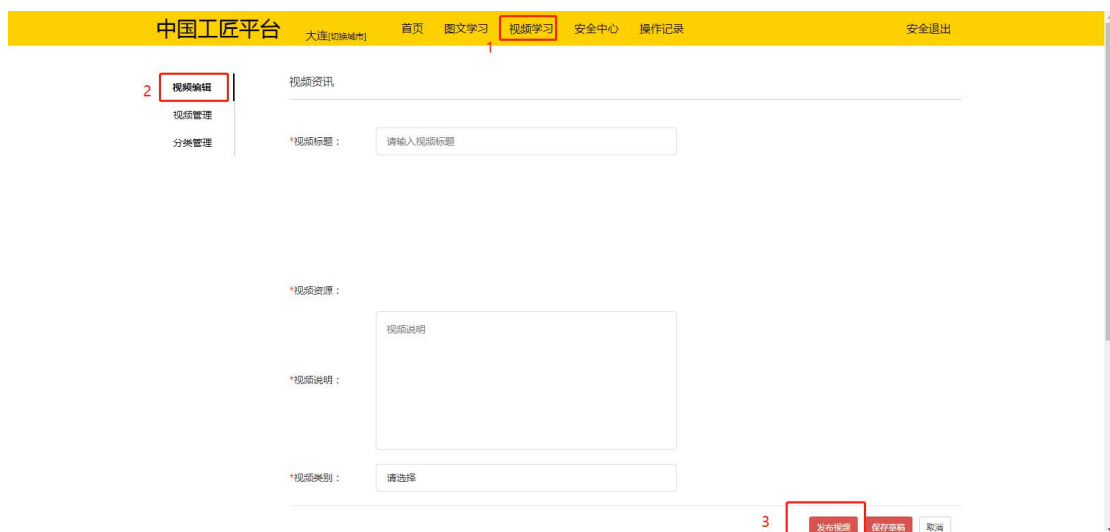 中国工匠平台 大连[切换城市] 首页 图文学习 视频学习 安全中心 操作记录 安全退出
1
2 视频编辑
视频管理
分类管理
视频资讯
*视频标题： 请输入视频标题
*视频资源：
*视频说明： 视频说明
*视频类别： 请选择
3 发布视频 保存草稿 取消